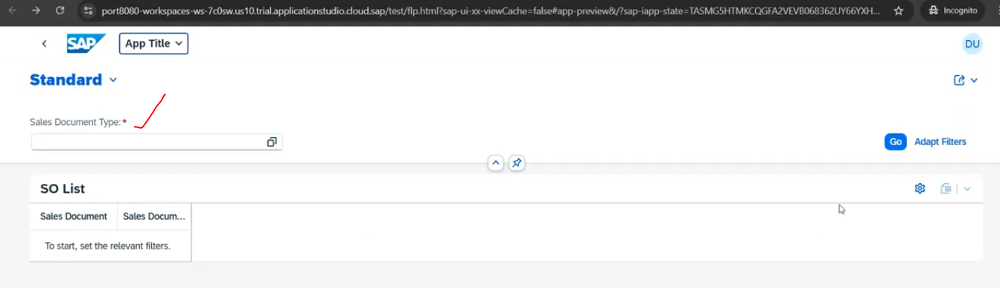 port8080-workspaces-ws-7c0sw.us10.trial.applicationstudio.cloud.sap/test/flp.html?sap-ui-xx-viewCache=false#app-preview&/?sap-iapp-state=TASMG5HTMKCQGFA2VEVB068362UY66YXH... Incognito
SAP App Title DU
Standard
Sales Document Type:*
Go Adapt Filters
SO List
Sales Document Sales Docum...
To start, set the relevant filters.